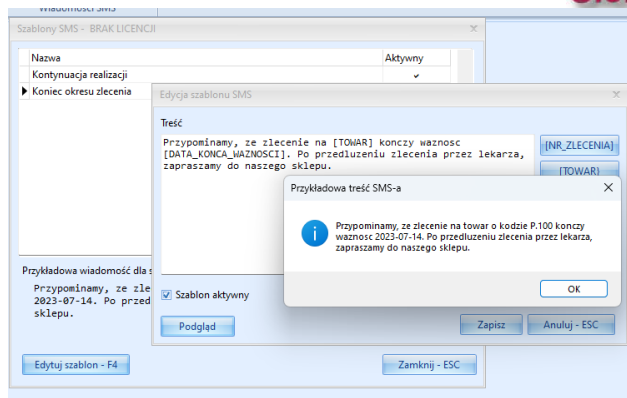 Wiadomości SMS
Szablony SMS - BRAK LICENCJI
Nazwa Aktywny
Kontynuacja realizacji
Koniec okresu zlecenia
Edycja szablonu SMS
Treść
Przypominamy, ze zlecenie na [TOWAR] konczy waznosc
[DATA_KONCA_WAZNOSCI]. Po przedluzeniu zlecenia przez lekarza,
zapraszamy do naszego sklepu.
[NR_ZLECENIA]
[TOWAR]
Przykładowa treść SMS-a
Przypominamy, ze zlecenie na towar o kodzie P.100 konczy
waznosc 2023-07-14. Po przedluzeniu zlecenia przez lekarza,
zapraszamy do naszego sklepu.
OK
Przykładowa wiadomość dla s
Przypominamy, ze zle
2023-07-14. Po przed
sklepu.
Szablon aktywny
Podgląd
Zapisz
Anuluj - ESC
Edytuj szablon - F4
Zamknij - ESC